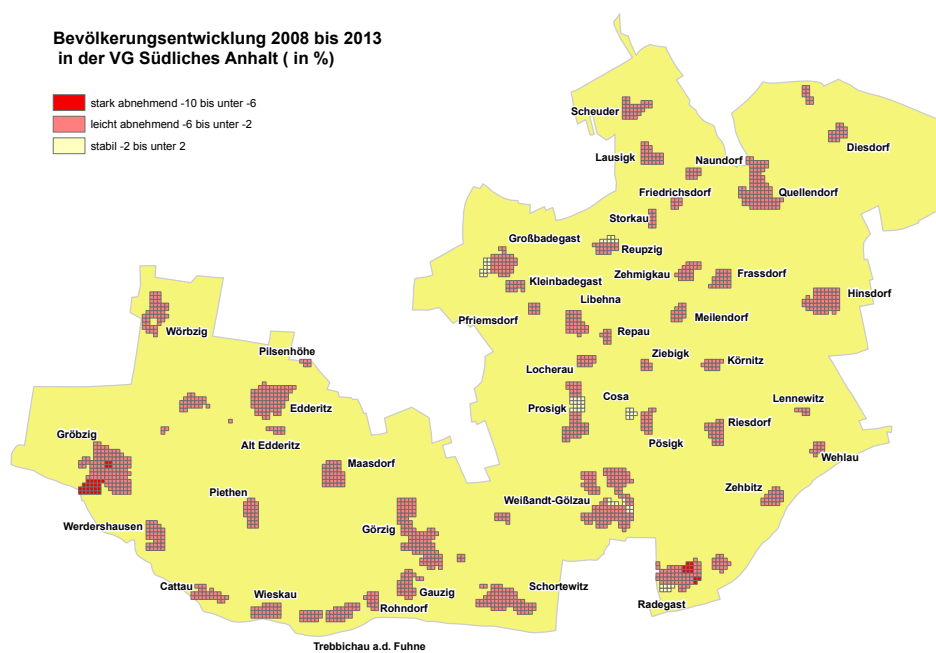 Bevölkerungsentwicklung 2008 bis 2013
in der VG Südliches Anhalt ( in %)
stark abnehmend -10 bis unter -6
leicht abnehmend -6 bis unter -2
stabil -2 bis unter 2
Scheuder
Diesdorf
Lausigk
Naundorf
Friedrichsdorf
Quellendorf
Storkau
Großbadegast
Reupzig
Zehmigkau
Frassdorf
Kleinbadegast
Hinsdorf
Libehna
Pfriemsdorf
Meilendorf
Wörbzig
Repau
Pilsenhöhe
Ziebigk
Locherau
Körnitz
Edderitz
Cosa
Lennewitz
Prosigk
Alt Edderitz
Pösigk
Riesdorf
Gröbzig
Wehlau
Maasdorf
Zehbitz
Piethen
Weißandt-Gölzau
Werdershausen
Görzig
Cattau
Wieskau
Gauzig
Schortewitz
Rohndorf
Radegast
Trebbichau a.d. Fuhne